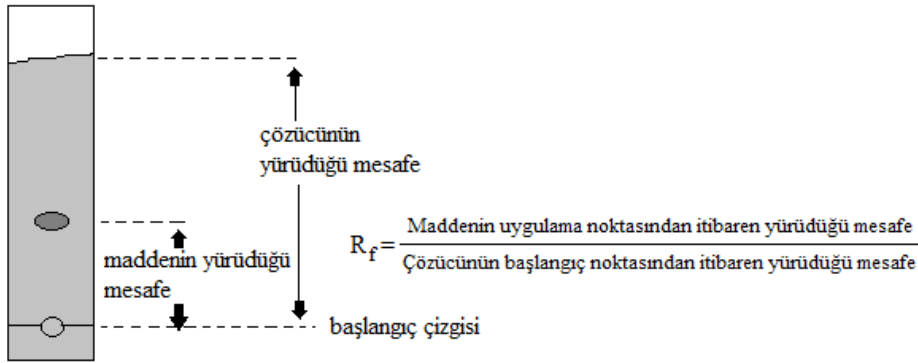 çözücünün
yürüdüğü mesafe
maddenin yürüdüğü
mesafe
başlangıç çizgisi
R_f = Maddenin uygulama noktasından itibaren yürüdüğü mesafe
Çözücünün başlangıç noktasından itibaren yürüdüğü mesafe